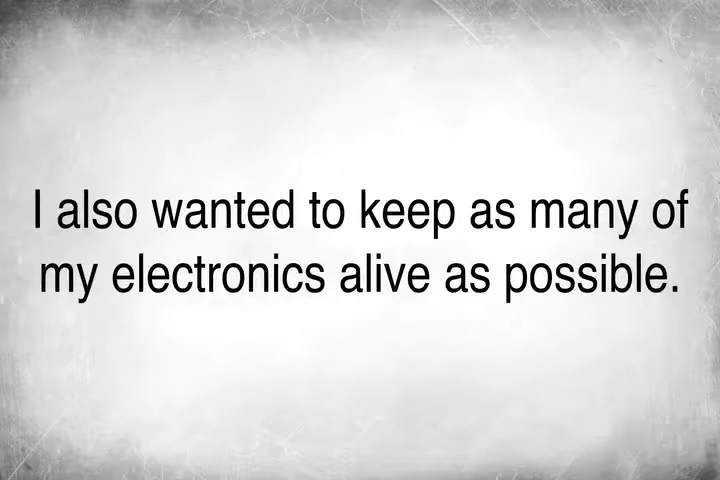 I also wanted to keep as many of
my electronics alive as possible.